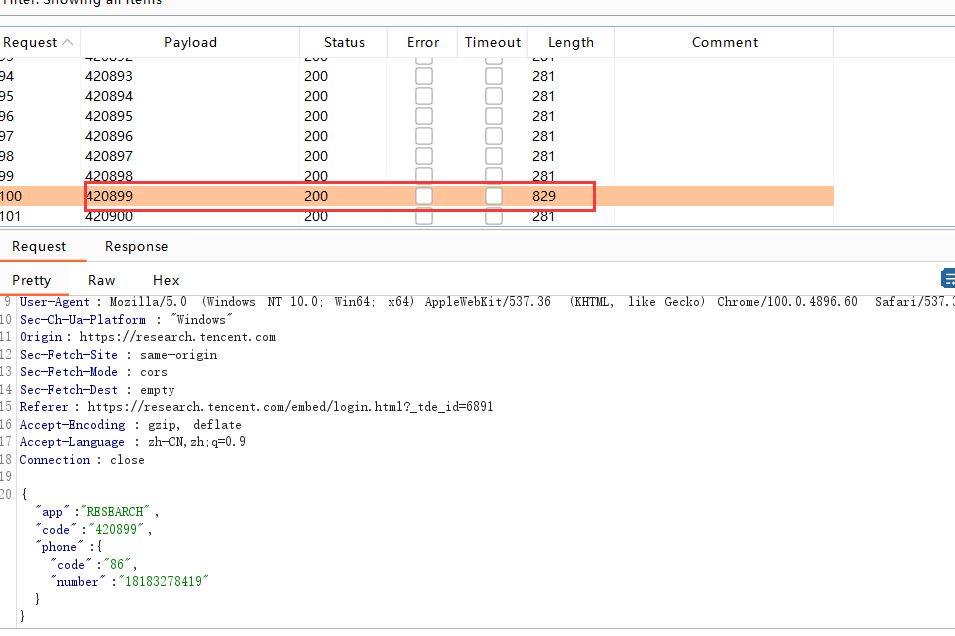 Filter: Showing all items
Request Payload Status Error Timeout Length Comment
93 420892 200 281
94 420893 200 281
95 420894 200 281
96 420895 200 281
97 420896 200 281
98 420897 200 281
99 420898 200 281
100 420899 200 829
101 420900 200 281
Request Response
Pretty Raw Hex
9 User-Agent : Mozilla/5.0 (Windows NT 10.0; Win64; x64) AppleWebKit/537.36 (KHTML, like Gecko) Chrome/100.0.4896.60 Safari/537.3
10 Sec-Ch-Ua-Platform : "Windows"
11 Origin : https://research.tencent.com
12 Sec-Fetch-Site : same-origin
13 Sec-Fetch-Mode : cors
14 Sec-Fetch-Dest : empty
15 Referer : https://research.tencent.com/embed/login.html?_tde_id=6891
16 Accept-Encoding : gzip, deflate
17 Accept-Language : zh-CN,zh;q=0.9
18 Connection : close
19
20 {
"app" :"RESEARCH" ,
"code" :"420899" ,
"phone" :{
"code" :"86",
"number" :"18183278419"
}
}